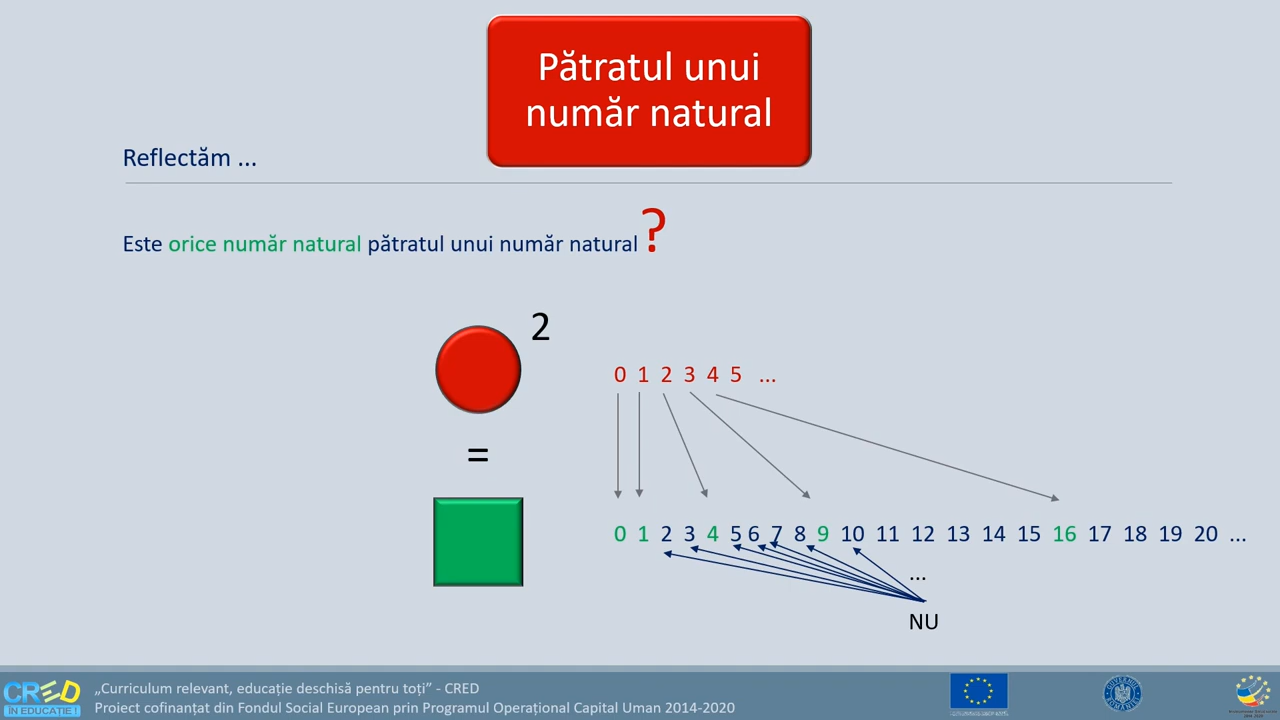 Pătratul unui
număr natural
Reflectăm ...
Este orice număr natural pătratul unui număr natural ?
2
0 1 2 3 4 5 ...
=
0 1 2 3 4 5 6 7 8 9 10 11 12 13 14 15 16 17 18 19 20 ...
...
NU
CRED
ÎN EDUCAȚIE !
„Curriculum relevant, educație deschisă pentru toți” - CRED
Proiect cofinanțat din Fondul Social European prin Programul Operațional Capital Uman 2014-2020